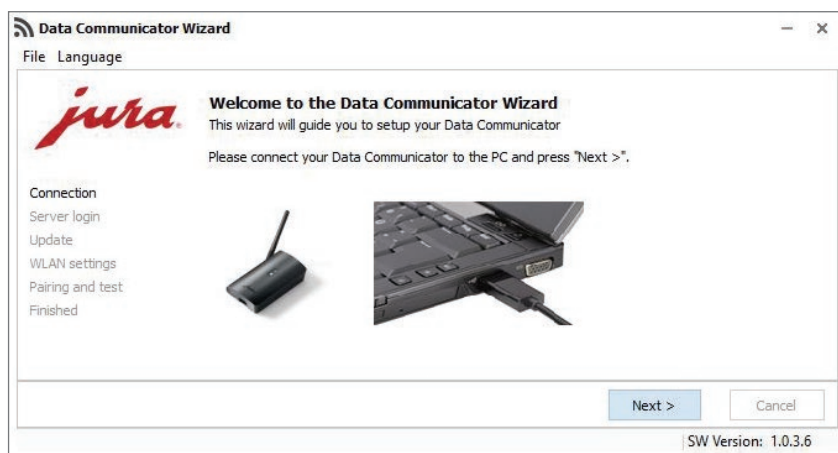 Data Communicator Wizard
File Language
jura
Welcome to the Data Communicator Wizard
This wizard will guide you to setup your Data Communicator
Please connect your Data Communicator to the PC and press "Next >".
Connection
Server login
Update
WLAN settings
Pairing and test
Finished
Next >
Cancel
SW Version: 1.0.3.6